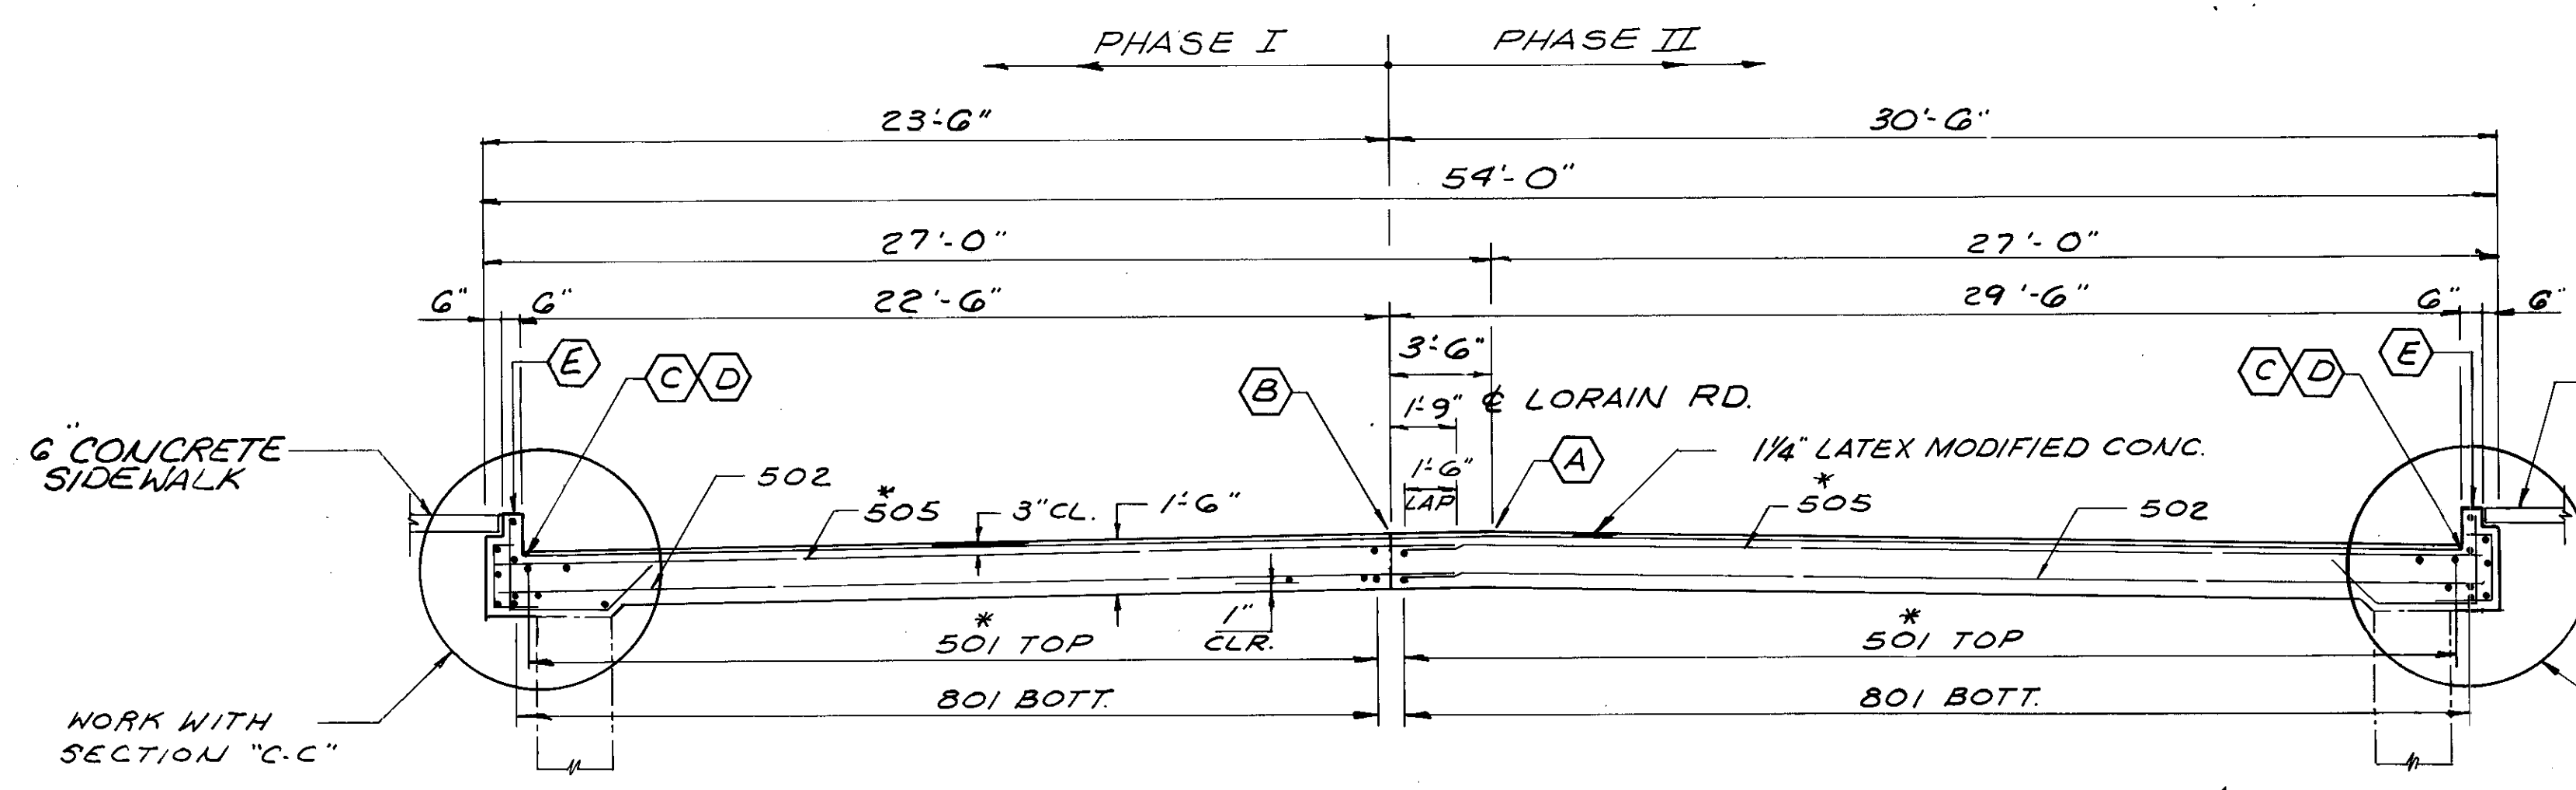 PHASE I
PHASE II
23'-6"
30'-6"
54'-0"
27'-0"
27'-0"
6"
6"
22'-6"
29'-6"
6"
6"
3'-6"
E
C D
B
1'-9"
℄ LORAIN RD.
C D
E
6" CONCRETE
SIDEWALK
502
*
505
3" CL.
1'-6"
1'-6"
LAP
A
1¼" LATEX MODIFIED CONC.
*
505
502
1"
CLR.
*
501 TOP
*
501 TOP
801 BOTT.
801 BOTT.
WORK WITH
SECTION "C-C"